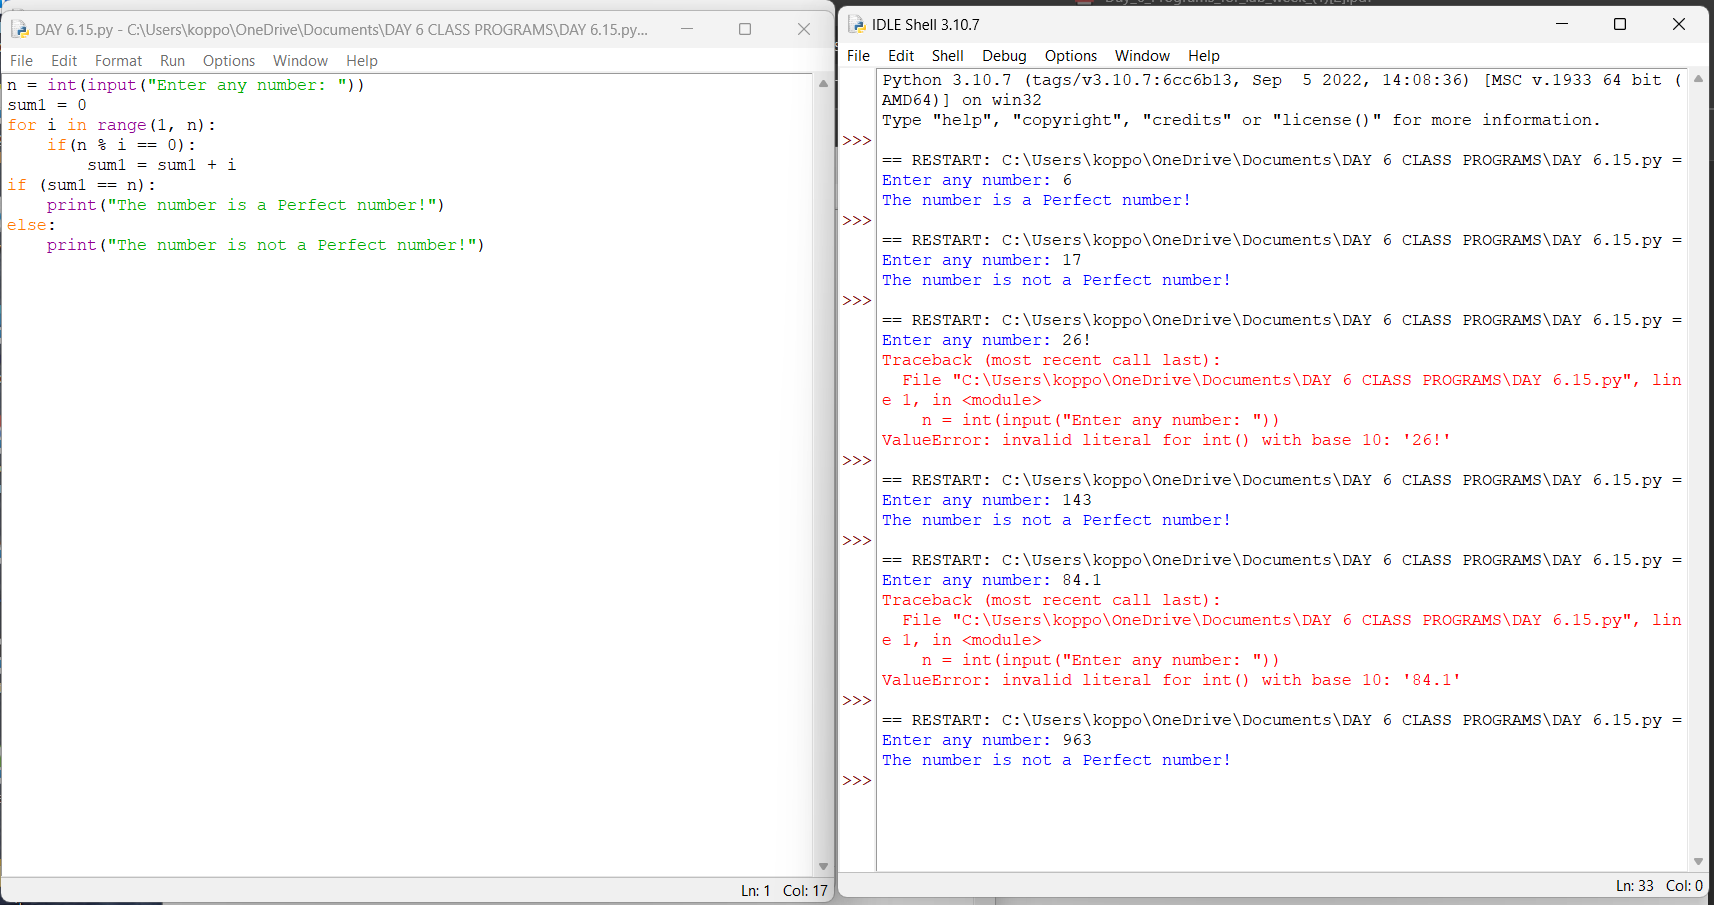 Day_6_Programs_for_lab_week_(4)[2].pdf
DAY 6.15.py - C:\Users\koppo\OneDrive\Documents\DAY 6 CLASS PROGRAMS\DAY 6.15.py...
File Edit Format Run Options Window Help
n = int(input("Enter any number: "))
sum1 = 0
for i in range(1, n):
    if(n % i == 0):
        sum1 = sum1 + i
if (sum1 == n):
    print("The number is a Perfect number!")
else:
    print("The number is not a Perfect number!")
Ln: 1 Col: 17
IDLE Shell 3.10.7
File Edit Shell Debug Options Window Help
Python 3.10.7 (tags/v3.10.7:6cc6b13, Sep  5 2022, 14:08:36) [MSC v.1933 64 bit (
AMD64)] on win32
Type "help", "copyright", "credits" or "license()" for more information.
>>>
== RESTART: C:\Users\koppo\OneDrive\Documents\DAY 6 CLASS PROGRAMS\DAY 6.15.py =
Enter any number: 6
The number is a Perfect number!
>>>
== RESTART: C:\Users\koppo\OneDrive\Documents\DAY 6 CLASS PROGRAMS\DAY 6.15.py =
Enter any number: 17
The number is not a Perfect number!
>>>
== RESTART: C:\Users\koppo\OneDrive\Documents\DAY 6 CLASS PROGRAMS\DAY 6.15.py =
Enter any number: 26!
Traceback (most recent call last):
  File "C:\Users\koppo\OneDrive\Documents\DAY 6 CLASS PROGRAMS\DAY 6.15.py", lin
e 1, in <module>
    n = int(input("Enter any number: "))
ValueError: invalid literal for int() with base 10: '26!'
>>>
== RESTART: C:\Users\koppo\OneDrive\Documents\DAY 6 CLASS PROGRAMS\DAY 6.15.py =
Enter any number: 143
The number is not a Perfect number!
>>>
== RESTART: C:\Users\koppo\OneDrive\Documents\DAY 6 CLASS PROGRAMS\DAY 6.15.py =
Enter any number: 84.1
Traceback (most recent call last):
  File "C:\Users\koppo\OneDrive\Documents\DAY 6 CLASS PROGRAMS\DAY 6.15.py", lin
e 1, in <module>
    n = int(input("Enter any number: "))
ValueError: invalid literal for int() with base 10: '84.1'
>>>
== RESTART: C:\Users\koppo\OneDrive\Documents\DAY 6 CLASS PROGRAMS\DAY 6.15.py =
Enter any number: 963
The number is not a Perfect number!
>>>
Ln: 33 Col: 0